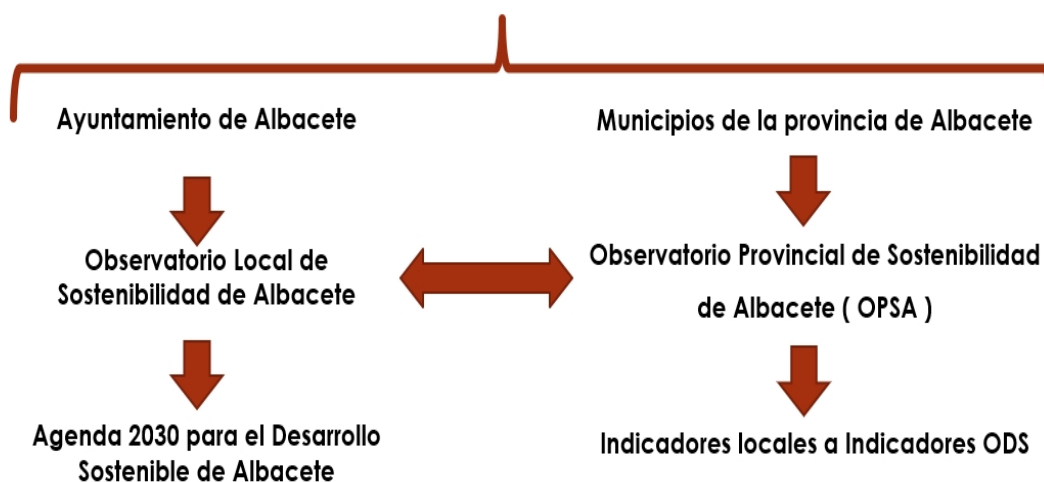 Ayuntamiento de Albacete
Municipios de la provincia de Albacete
Observatorio Local de
Sostenibilidad de Albacete
Observatorio Provincial de Sostenibilidad
de Albacete ( OPSA )
Agenda 2030 para el Desarrollo
Sostenible de Albacete
Indicadores locales a Indicadores ODS